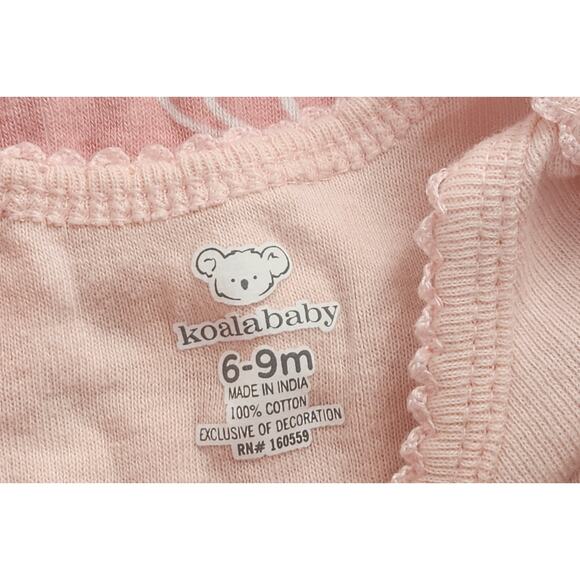 koalababy
6-9m
MADE IN INDIA
100% COTTON
EXCLUSIVE OF DECORATION
RN# 160559